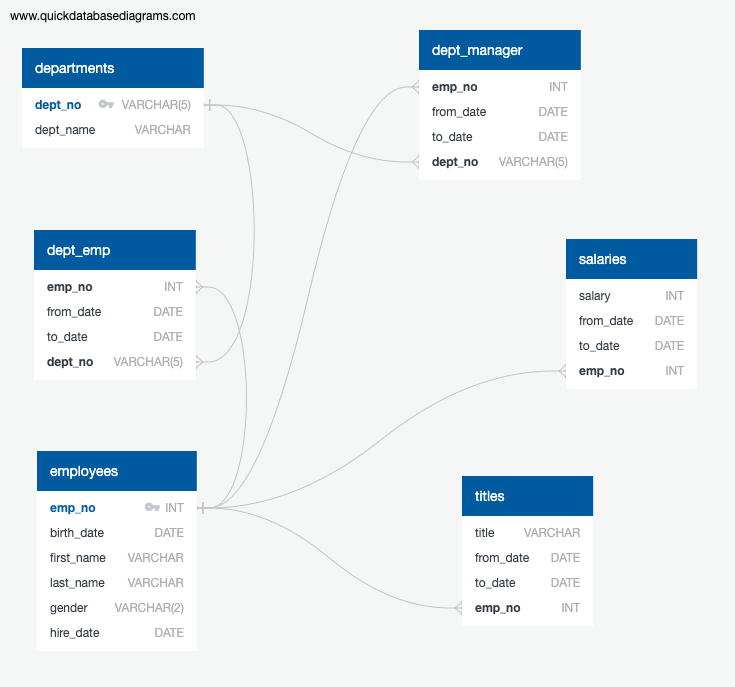 www.quickdatabasediagrams.com
departments
dept_no VARCHAR(5)
dept_name VARCHAR
dept_manager
emp_no INT
from_date DATE
to_date DATE
dept_no VARCHAR(5)
dept_emp
emp_no INT
from_date DATE
to_date DATE
dept_no VARCHAR(5)
salaries
salary INT
from_date DATE
to_date DATE
emp_no INT
employees
emp_no INT
birth_date DATE
first_name VARCHAR
last_name VARCHAR
gender VARCHAR(2)
hire_date DATE
titles
title VARCHAR
from_date DATE
to_date DATE
emp_no INT